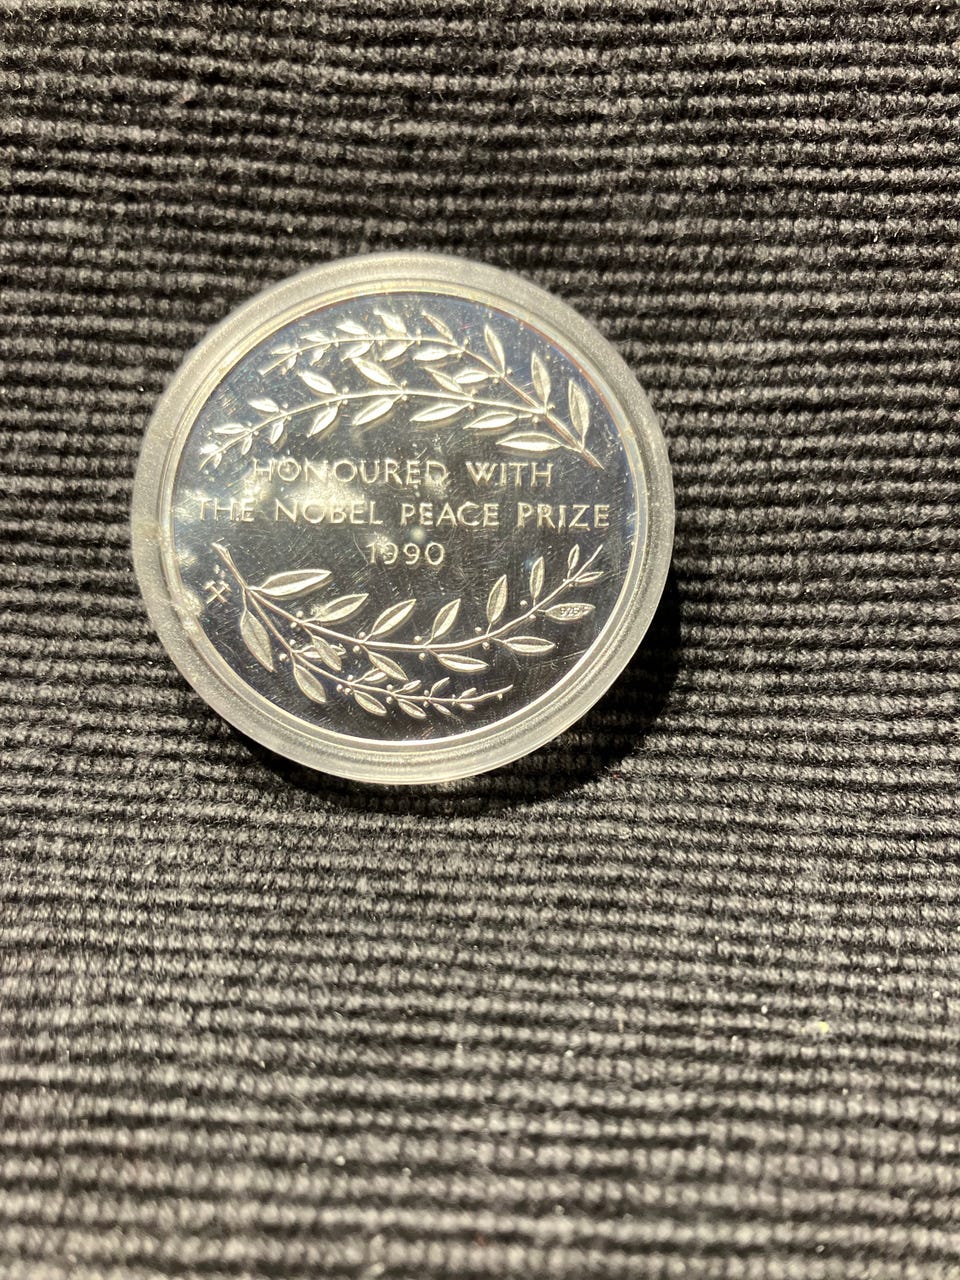 HONOURED WITH
THE NOBEL PEACE PRIZE
1990